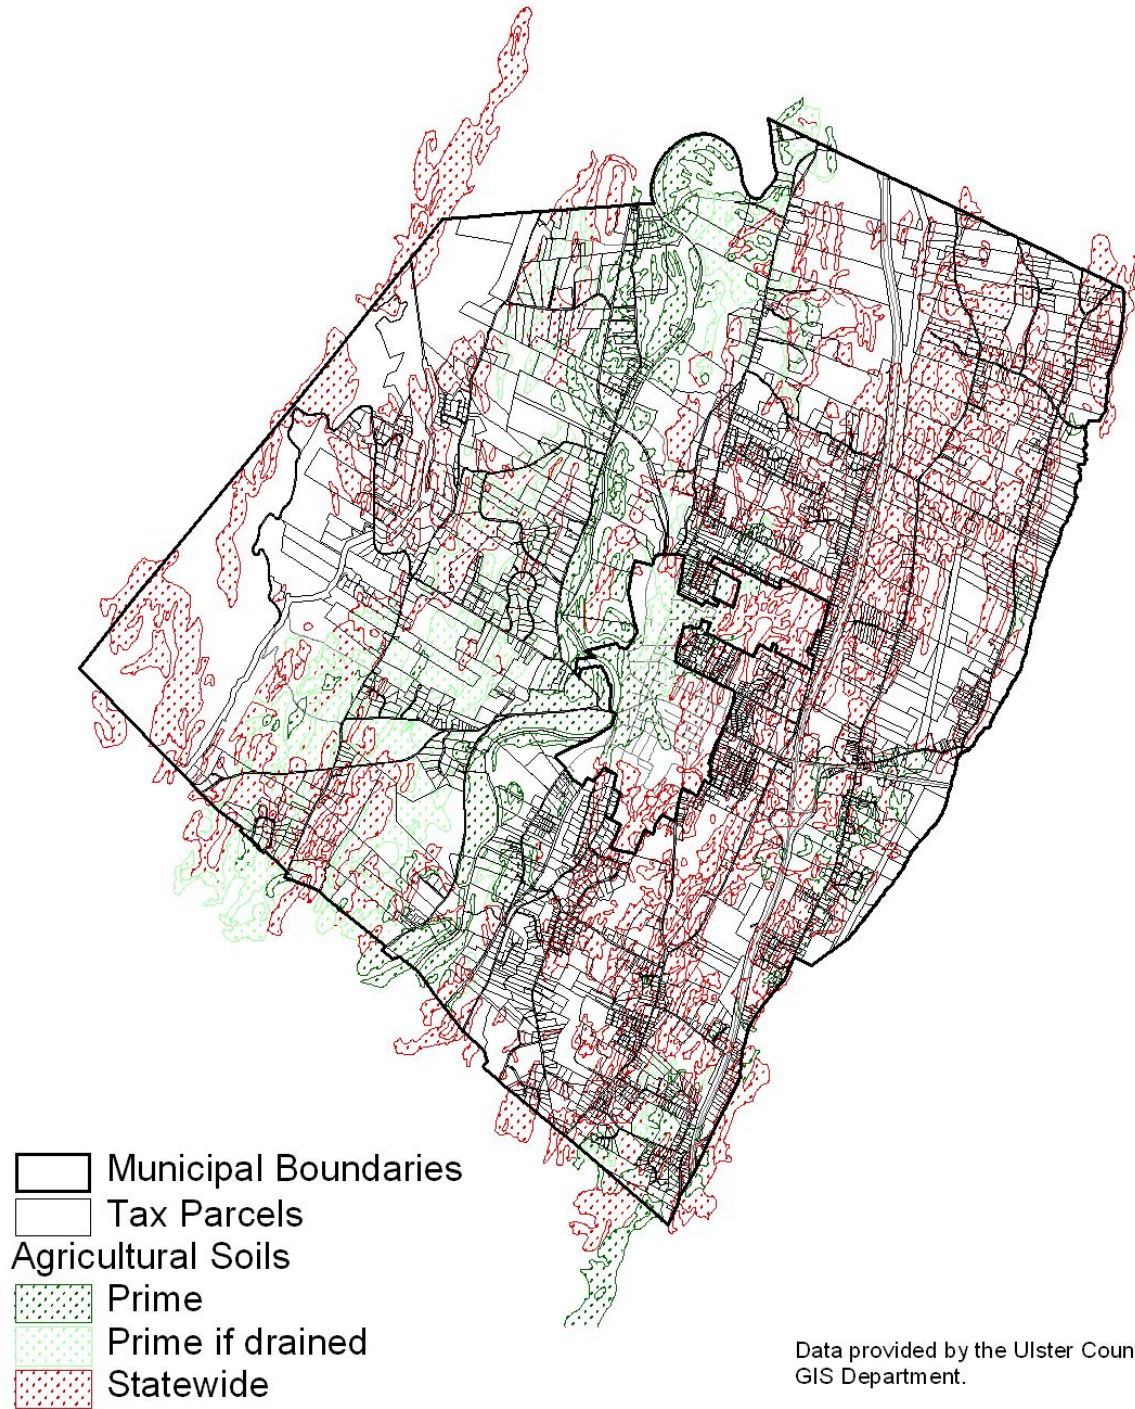 Municipal Boundaries
Tax Parcels
Agricultural Soils
Prime
Prime if drained
Statewide
Data provided by the Ulster Coun
GIS Department.